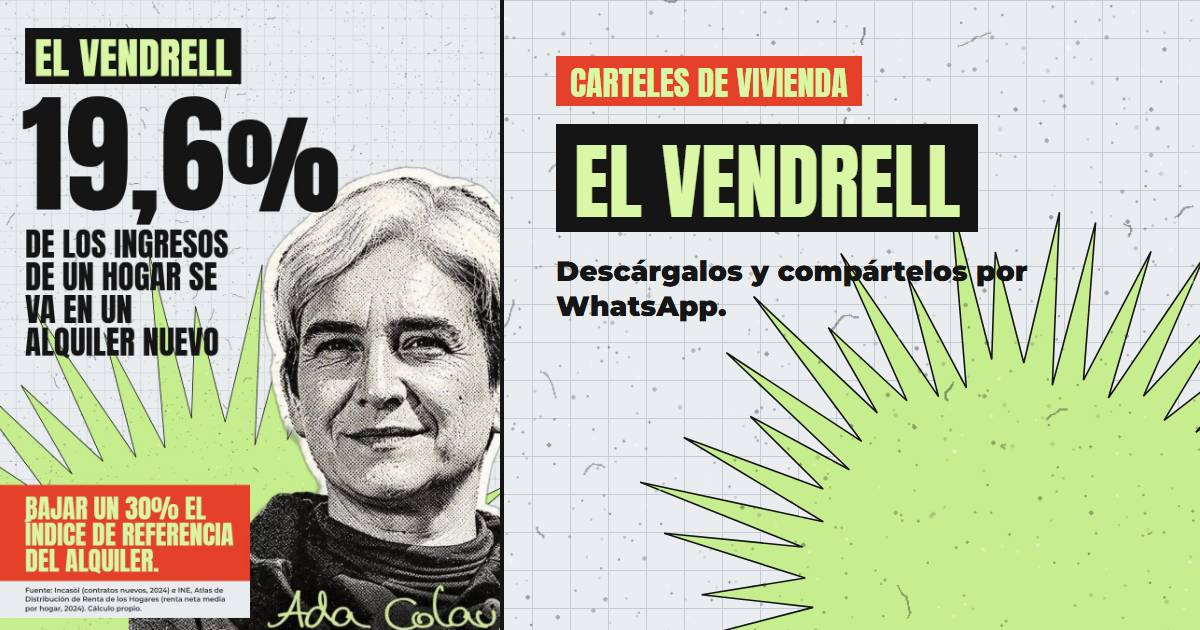 EL VENDRELL
19,6%
DE LOS INGRESOS
DE UN HOGAR SE
VA EN UN
ALQUILER NUEVO
BAJAR UN 30% EL
ÍNDICE DE REFERENCIA
DEL ALQUILER.
Fuente: Incasòl (contratos nuevos, 2024) e INE, Atlas de
Distribución de Renta de los Hogares (renta neta media
por hogar, 2024). Cálculo propio.
Ada Colau
CARTELES DE VIVIENDA
EL VENDRELL
Descárgalos y compártelos por
WhatsApp.